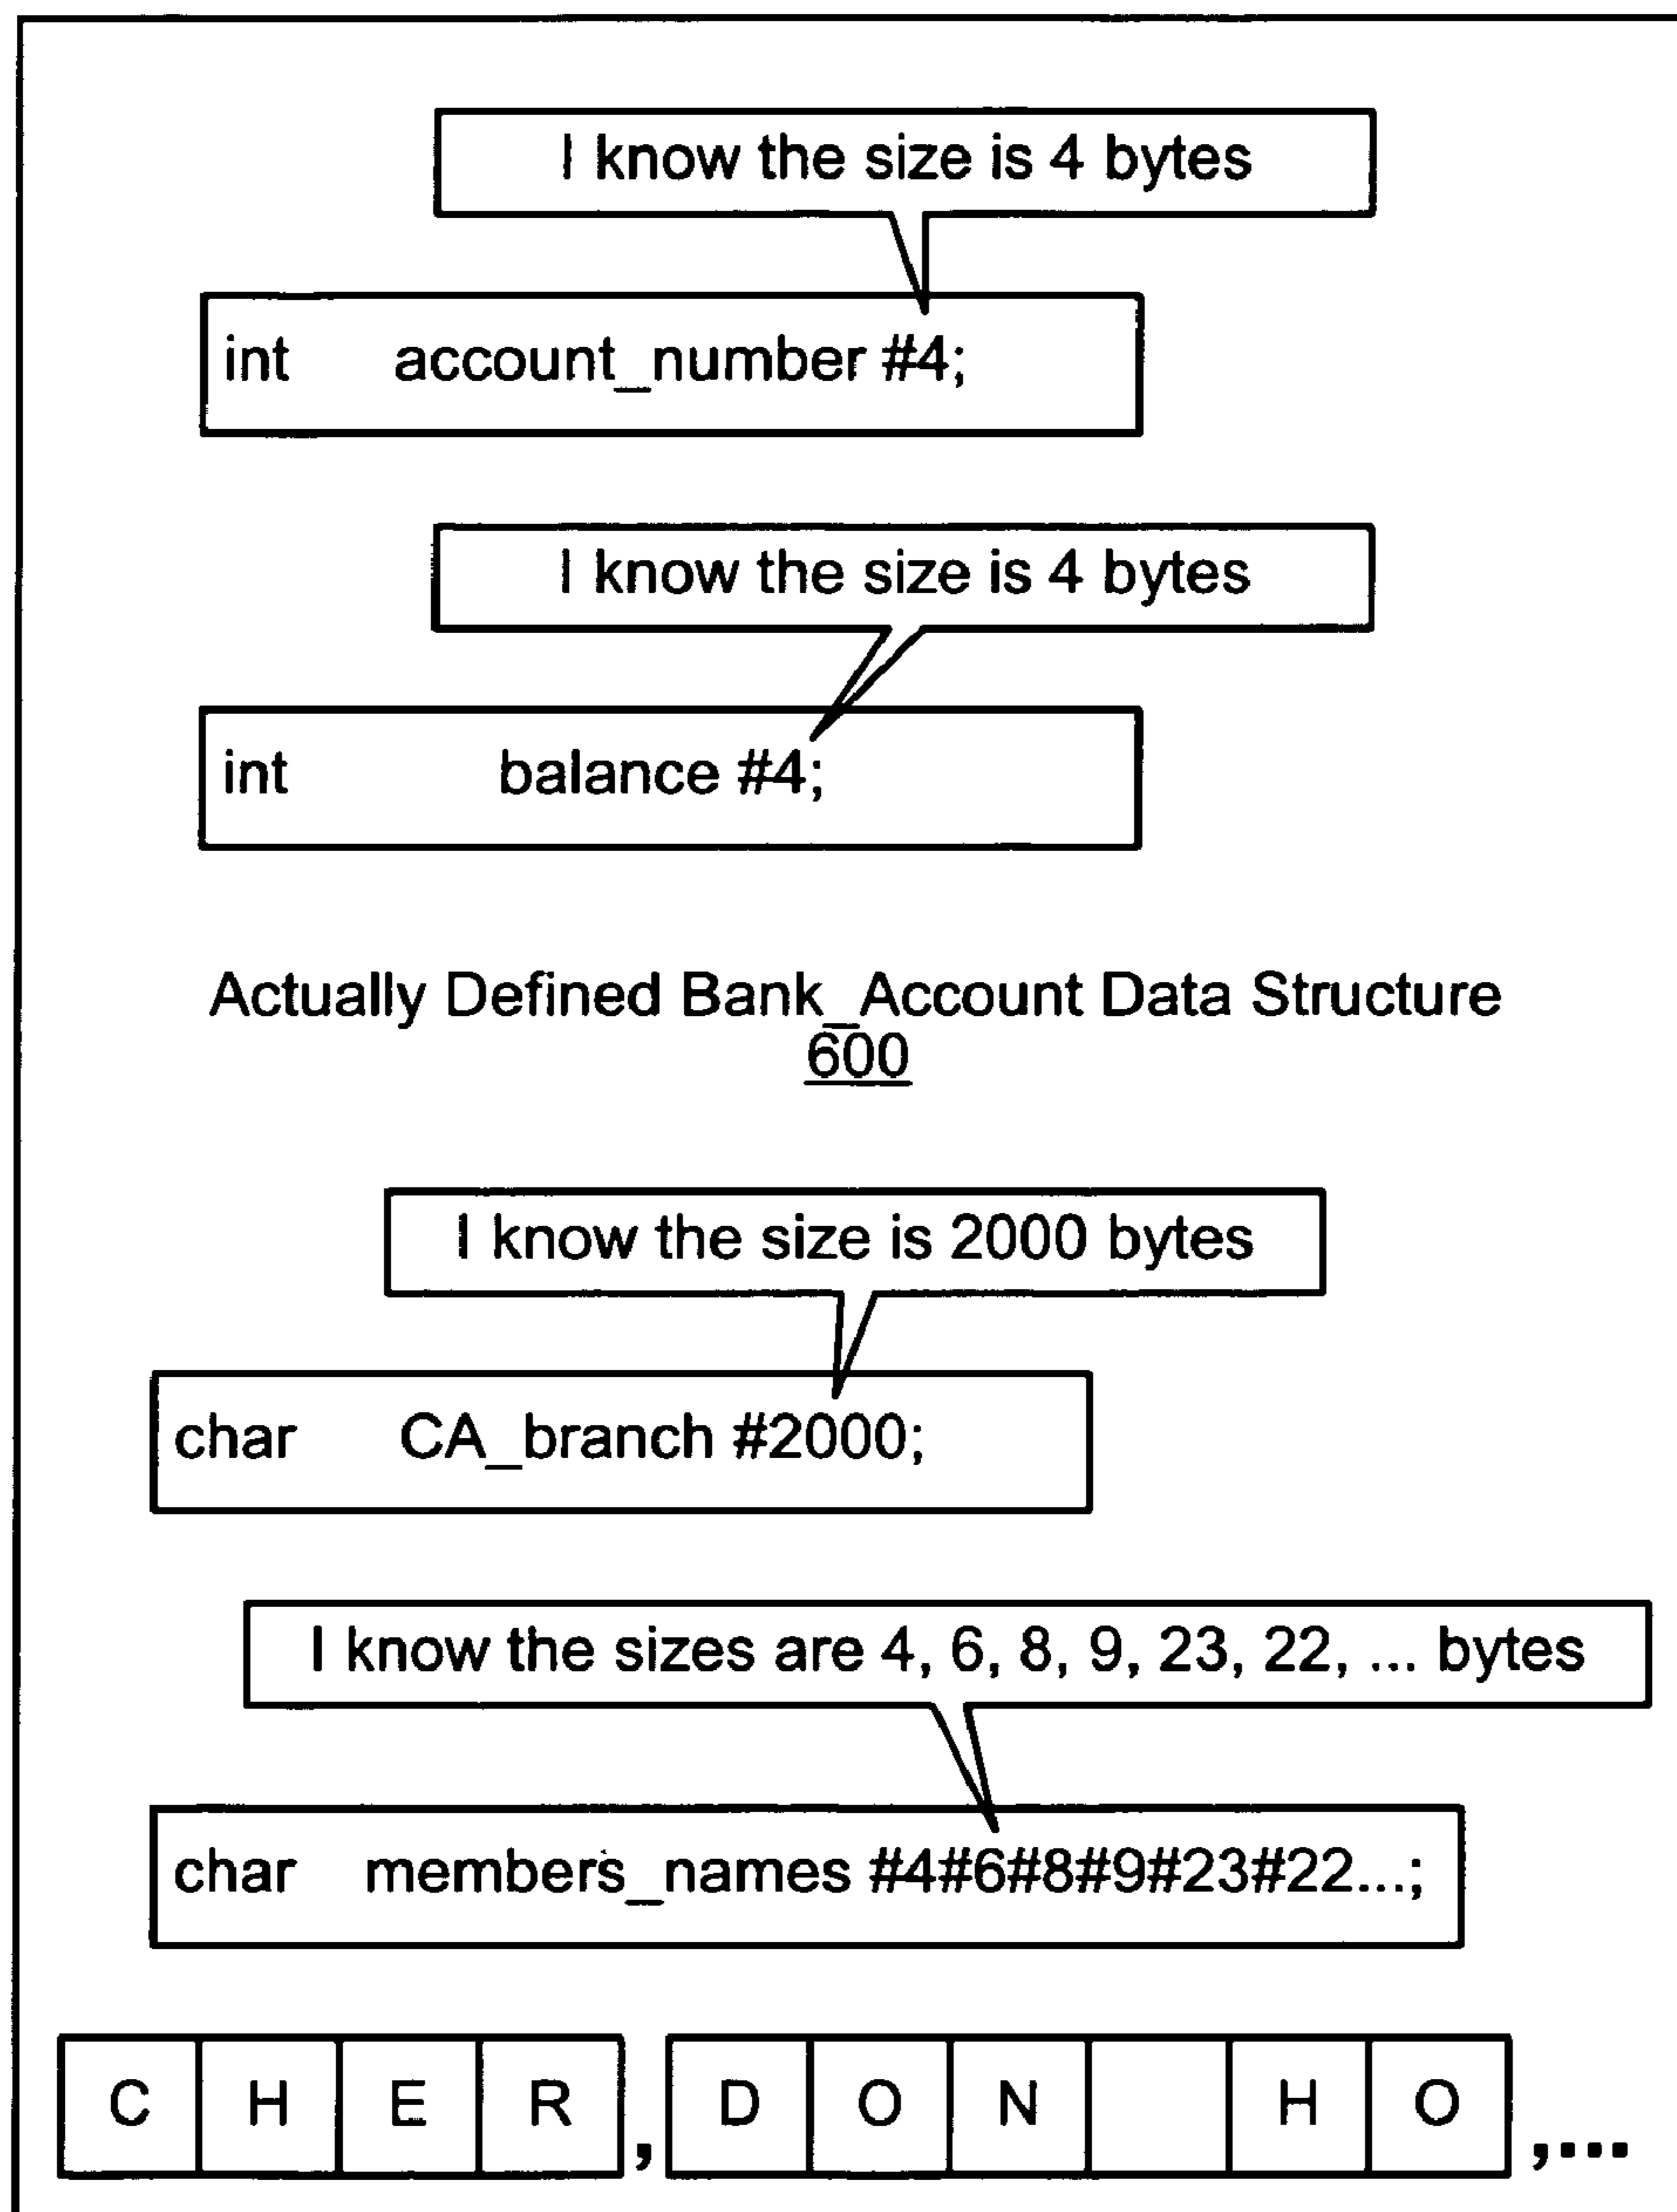 I know the size is 4 bytes
int account_number #4;
I know the size is 4 bytes
int balance #4;
Actually Defined Bank_Account Data Structure
600
I know the size is 2000 bytes
char CA_branch #2000;
I know the sizes are 4, 6, 8, 9, 23, 22, ... bytes
char members_names #4#6#8#9#23#22...;
C H E R , D O N H O ,...